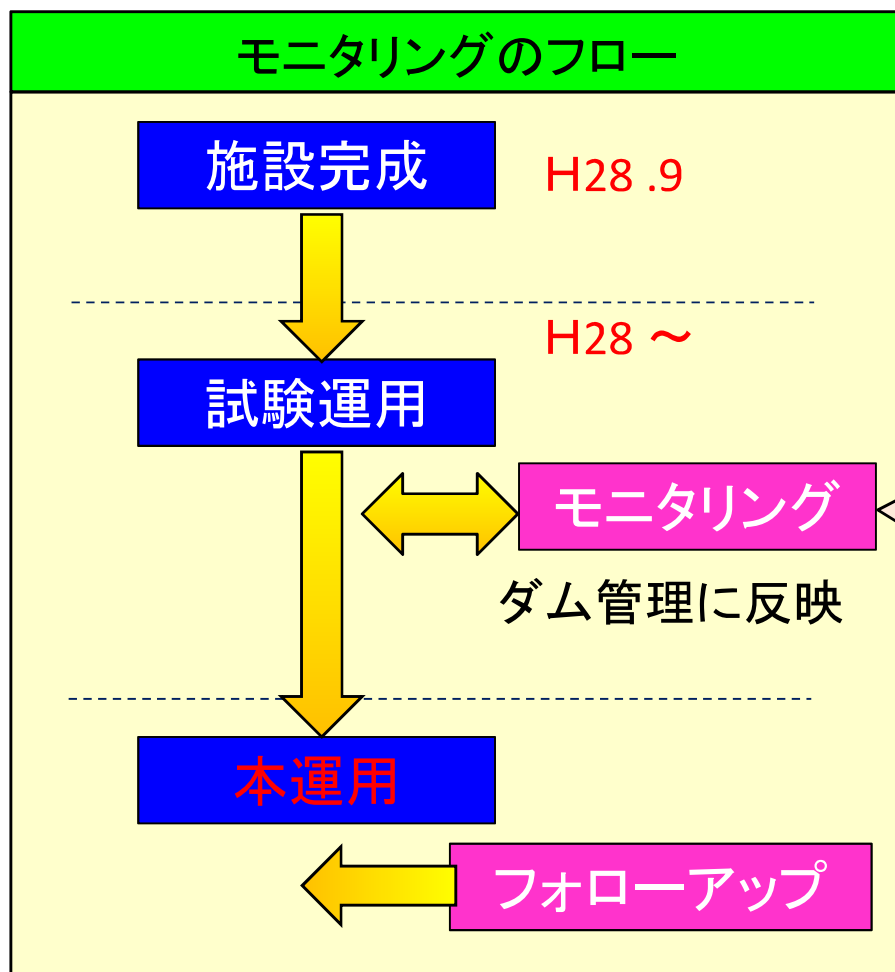 モニタリングのフロー
施設完成
H28 .9
H28 ～
試験運用
モニタリング
ダム管理に反映
本運用
フォローアップ